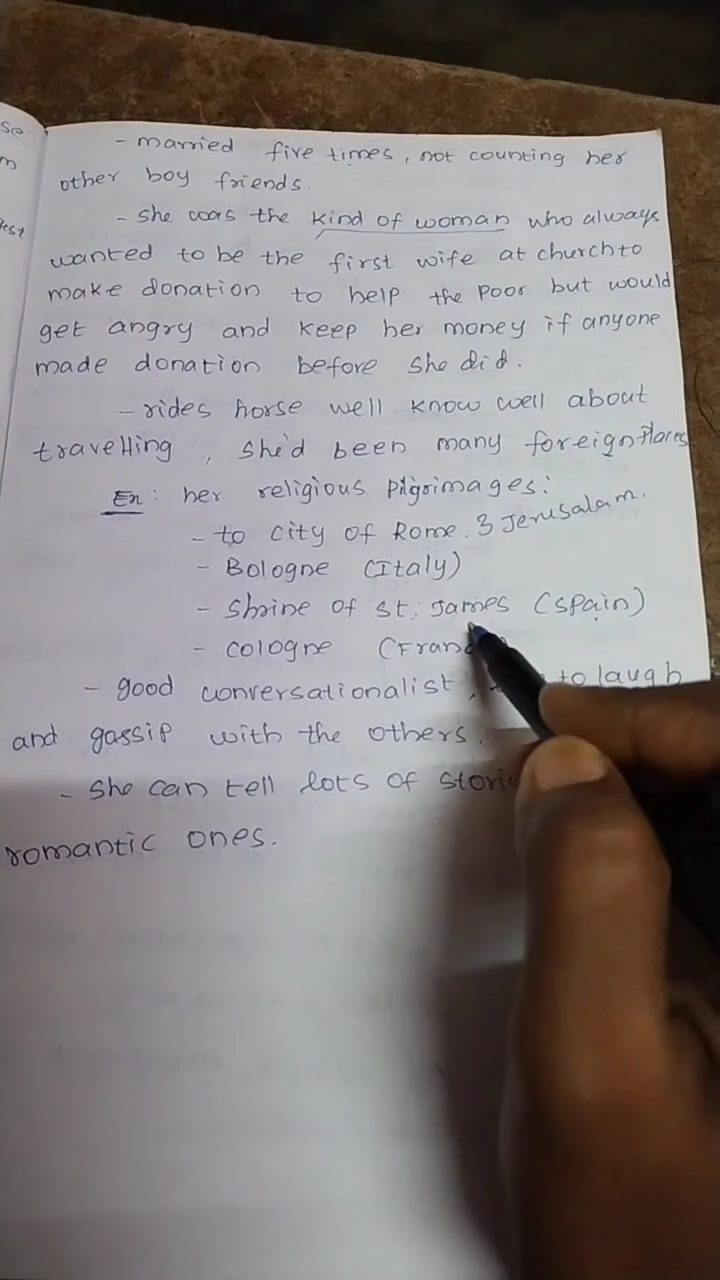 - married five times, not counting her
other boy friends.
- she was the kind of woman who always
wanted to be the first wife at church to
make donation to help the poor but would
get angry and keep her money if anyone
made donation before she did.
- rides horse well know well about
travelling, she'd been many foreign places
Ex: her religious pilgrimages:
- to city of Rome. 3 Jerusalam.
- Bologne (Italy)
- Shrine of St. James (Spain)
- cologne (Fran
- good conversationalist, to laugh
and gassip with the others.
- she can tell lots of stori
romantic ones.